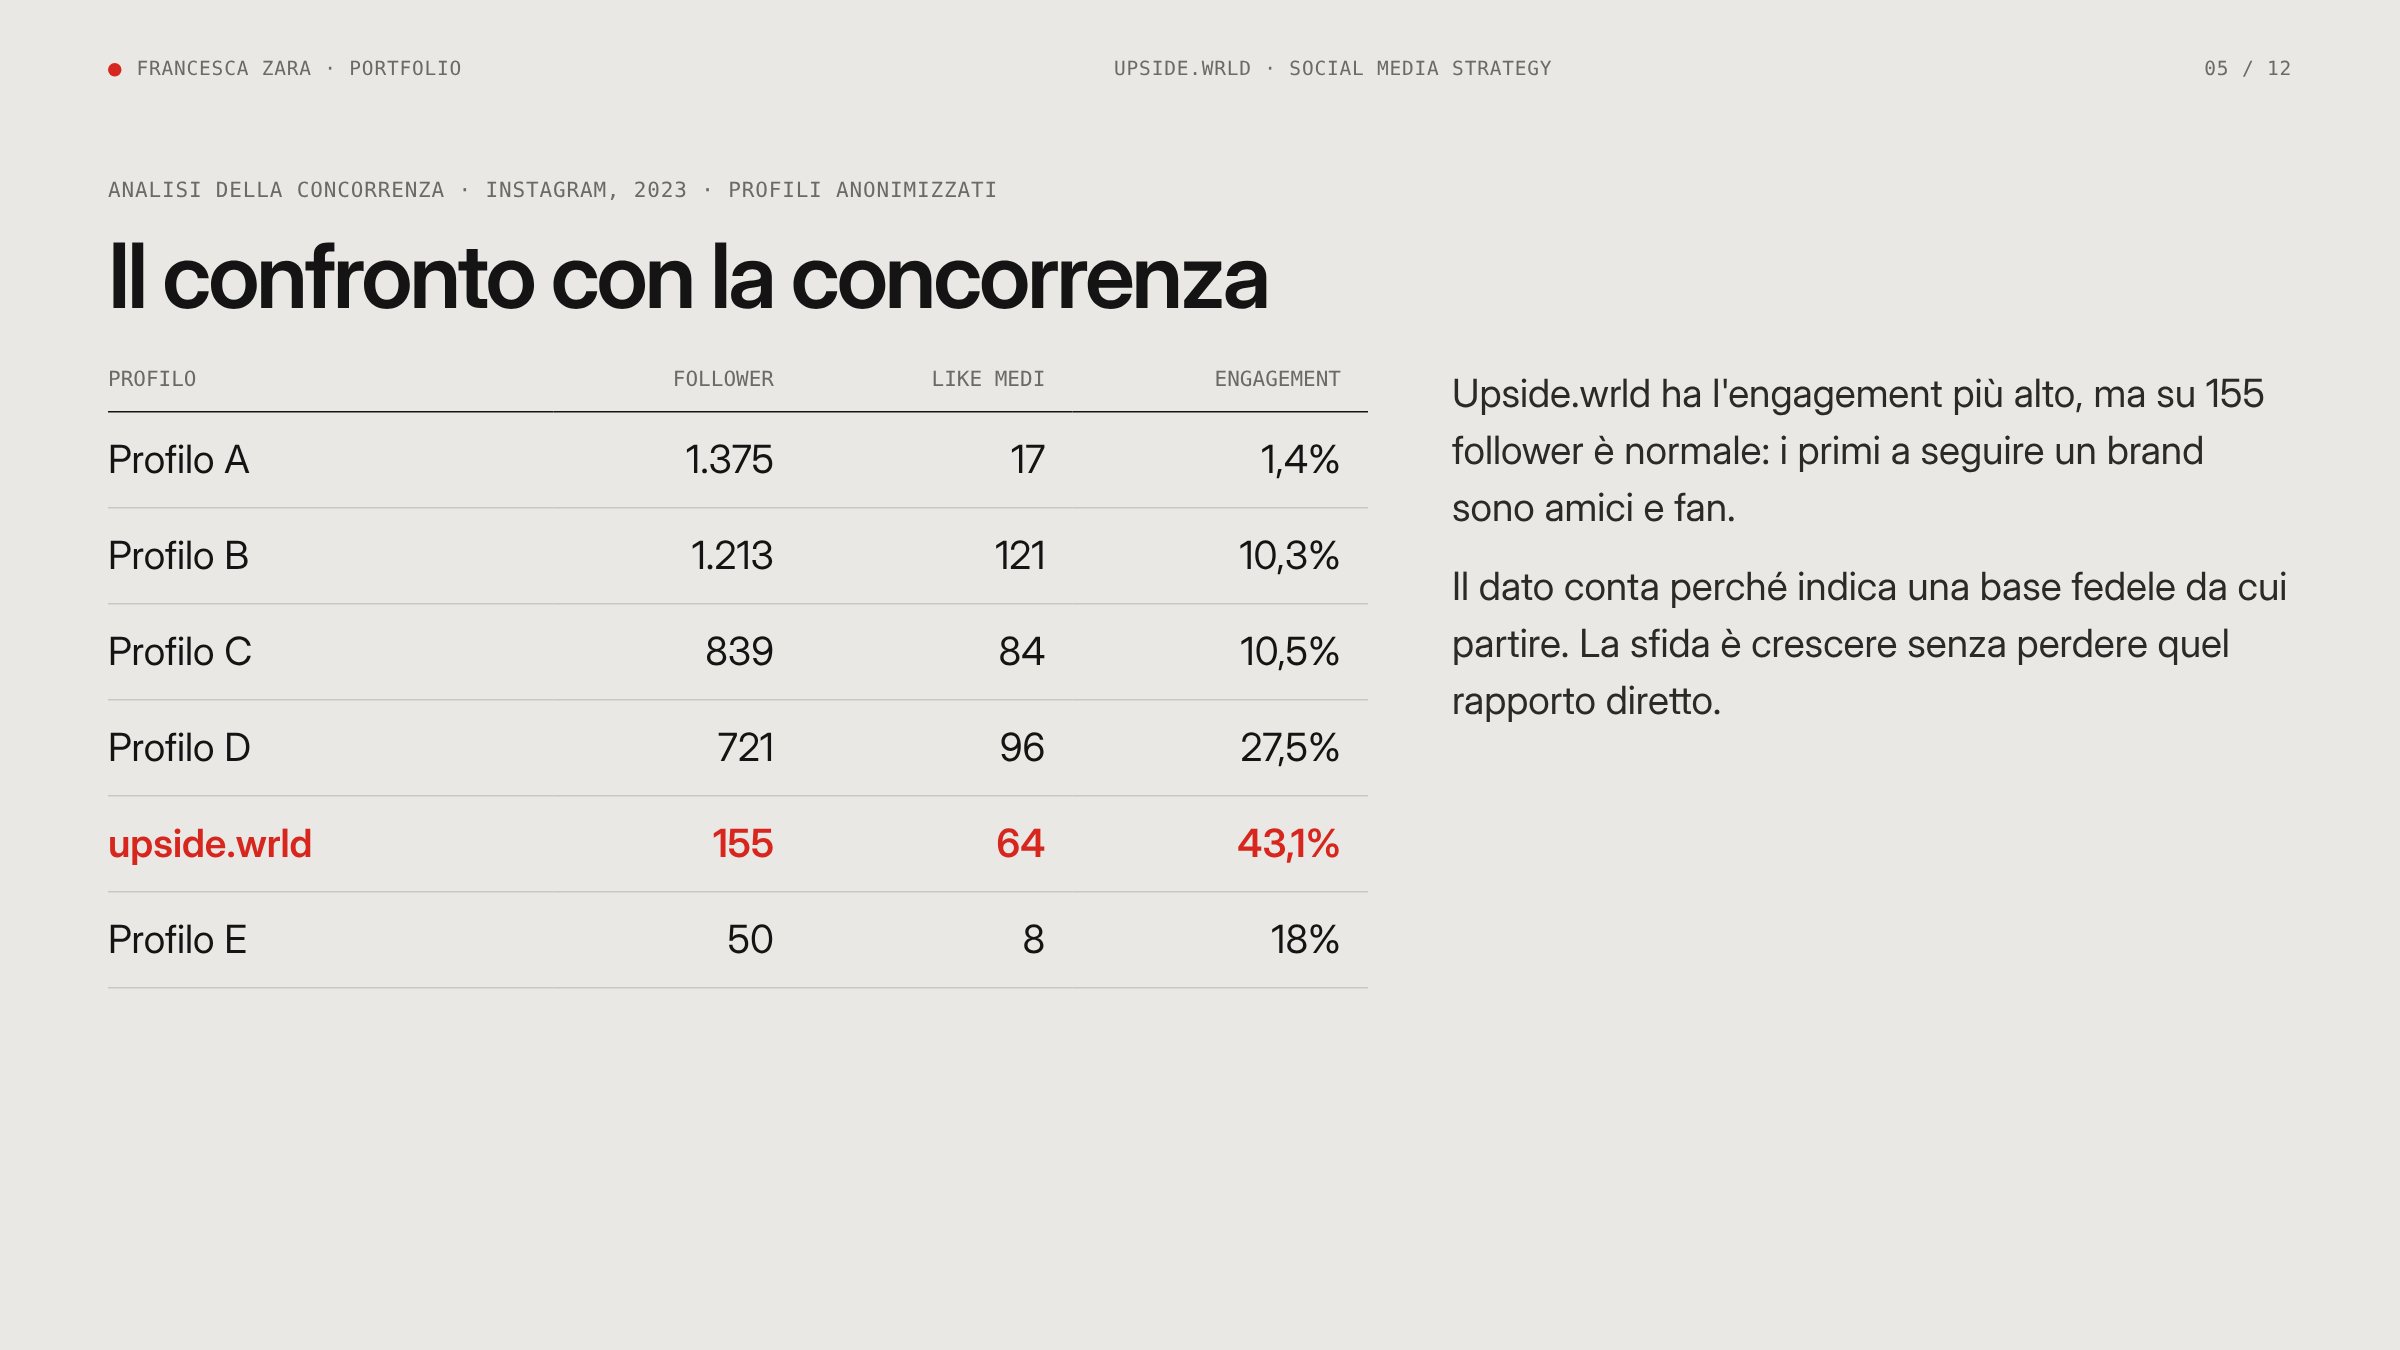 FRANCESCA ZARA · PORTFOLIO
UPSIDE.WRLD · SOCIAL MEDIA STRATEGY
05 / 12
ANALISI DELLA CONCORRENZA · INSTAGRAM, 2023 · PROFILI ANONIMIZZATI
Il confronto con la concorrenza
PROFILO FOLLOWER LIKE MEDI ENGAGEMENT
Profilo A 1.375 17 1,4%
Profilo B 1.213 121 10,3%
Profilo C 839 84 10,5%
Profilo D 721 96 27,5%
upside.wrld 155 64 43,1%
Profilo E 50 8 18%
Upside.wrld ha l'engagement più alto, ma su 155
follower è normale: i primi a seguire un brand
sono amici e fan.
Il dato conta perché indica una base fedele da cui
partire. La sfida è crescere senza perdere quel
rapporto diretto.